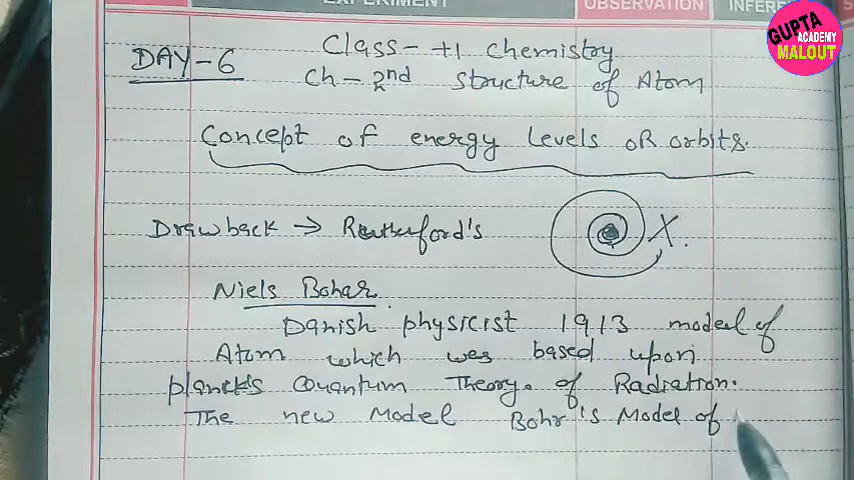 EXPERIMENT OBSERVATION INFERE
GUPTA
ACADEMY
MALOUT
DAY-6 Class- +1 Chemistry
Ch- 2nd Structure of Atom
Concept of energy Levels OR orbits.
Drawback → Rutherford's X.
Niels Bohar
Danish physicist 1913 model of
Atom which was based upon
planck's Quantum Theory. of Radiation.
The new Model Bohr's Model of